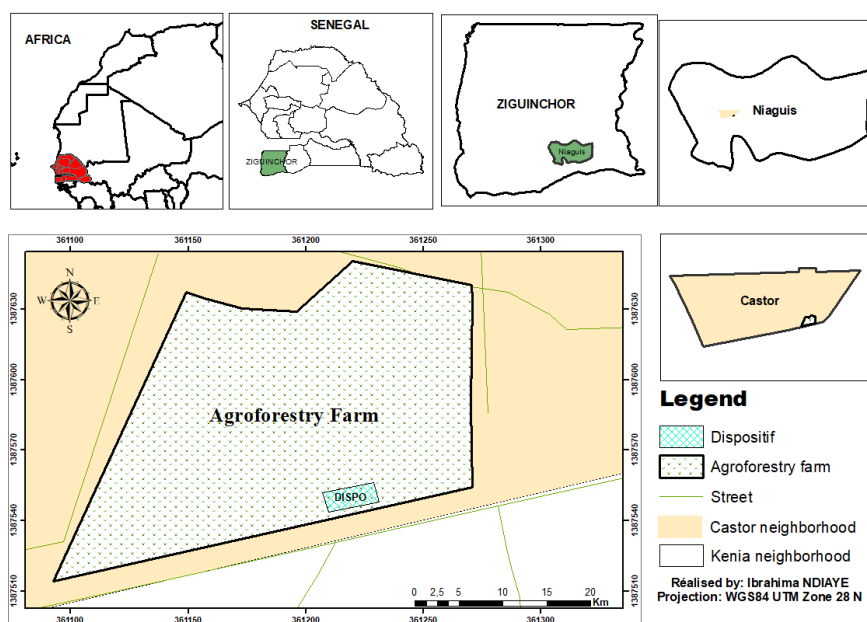 AFRICA
SENEGAL
ZIGUINCHOR
ZIGUINCHOR
Niaguis
Niaguis
361100 361150 361200 361250 361300
1387630
1387600
1387570
1387540
1387510
N
W E
S
Agroforestry Farm
DISPO
0 2,5 5 10 15 20
Km
361100 361150 361200 361250 361300
1387630
1387600
1387570
1387540
1387510
Castor
Legend
Dispositif
Agroforestry farm
Street
Castor neighborhood
Kenia neighborhood
Réalised by: Ibrahima NDIAYE
Projection: WGS84 UTM Zone 28 N